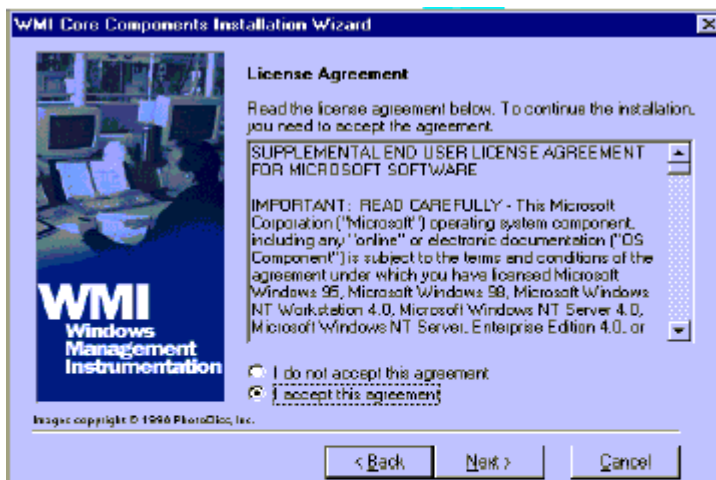 WMI Core Components Installation Wizard
License Agreement
Read the license agreement below. To continue the installation,
you need to accept the agreement.
SUPPLEMENTAL END USER LICENSE AGREEMENT
FOR MICROSOFT SOFTWARE
IMPORTANT: READ CAREFULLY - This Microsoft
Corporation ("Microsoft") operating system component,
including any "online" or electronic documentation ("OS
Component") is subject to the terms and conditions of the
agreement under which you have licensed Microsoft
Windows 95, Microsoft Windows 98, Microsoft Windows
NT Workstation 4.0, Microsoft Windows NT Server 4.0,
Microsoft Windows NT Server, Enterprise Edition 4.0, or
WMI
Windows
Management
Instrumentation
I do not accept this agreement
I accept this agreement
Images copyright © 1998 PhotoDisc, Inc.
< Back
Next >
Cancel